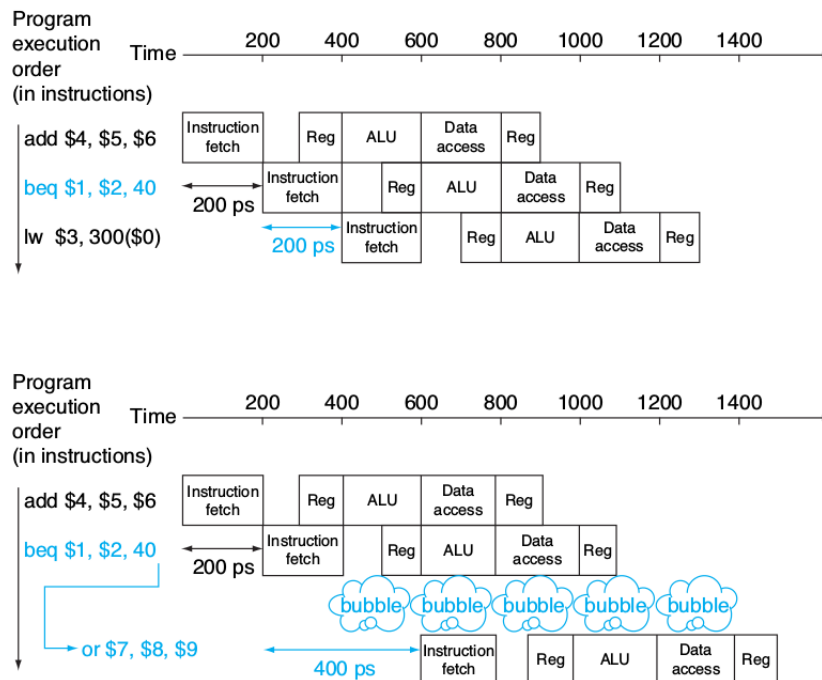 Program
execution
order
(in instructions)
Time
200 400 600 800 1000 1200 1400
add $4, $5, $6
Instruction
fetch
Reg
ALU
Data
access
Reg
beq $1, $2, 40
200 ps
Instruction
fetch
Reg
ALU
Data
access
Reg
lw $3, 300($0)
200 ps
Instruction
fetch
Reg
ALU
Data
access
Reg
Program
execution
order
(in instructions)
Time
200 400 600 800 1000 1200 1400
add $4, $5, $6
Instruction
fetch
Reg
ALU
Data
access
Reg
beq $1, $2, 40
200 ps
Instruction
fetch
Reg
ALU
Data
access
Reg
bubble bubble bubble bubble bubble
or $7, $8, $9
400 ps
Instruction
fetch
Reg
ALU
Data
access
Reg